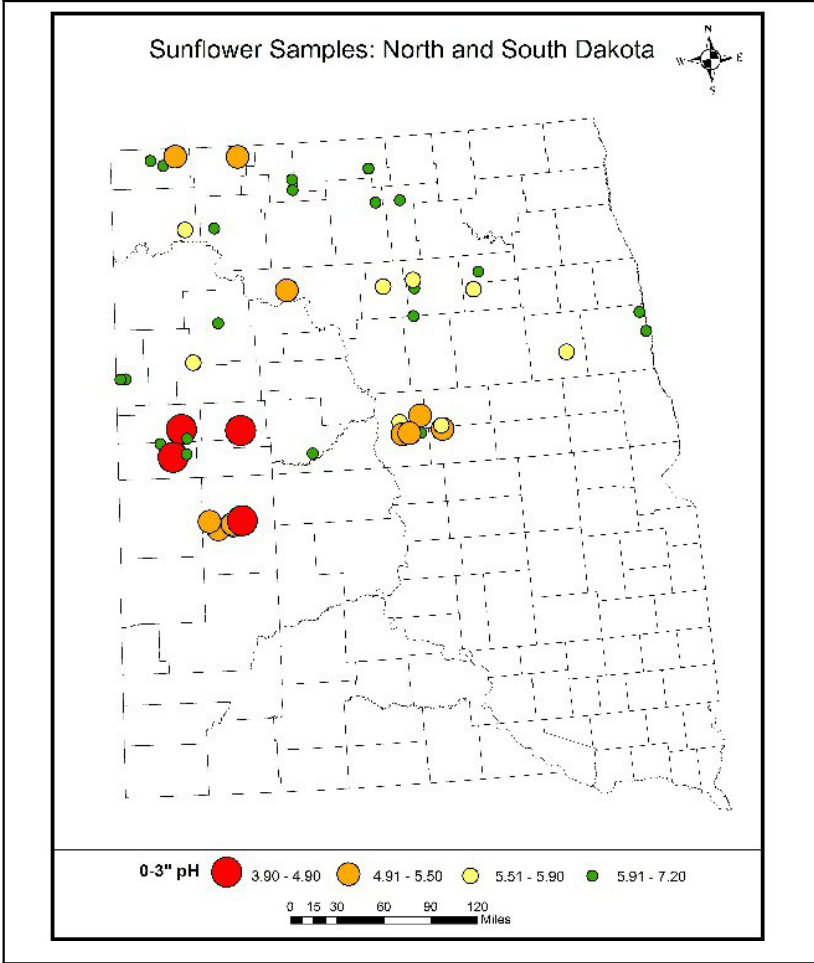 Sunflower Samples: North and South Dakota
N
W E
S
0-3" pH 3.90 - 4.90 4.91 - 5.50 5.51 - 5.90 5.91 - 7.20
0 15 30 60 90 120
Miles